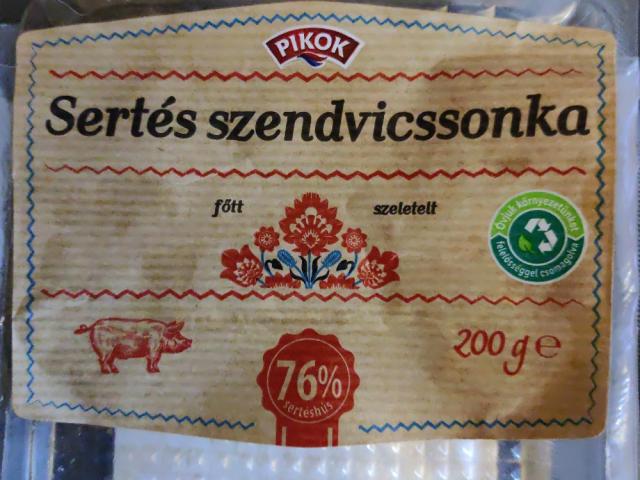 PIKOK
Sertés szendvicssonka
főtt szeletelt
Óvjuk környezetünket
felelősséggel csomagolva
76%
sertéshús
200 g e